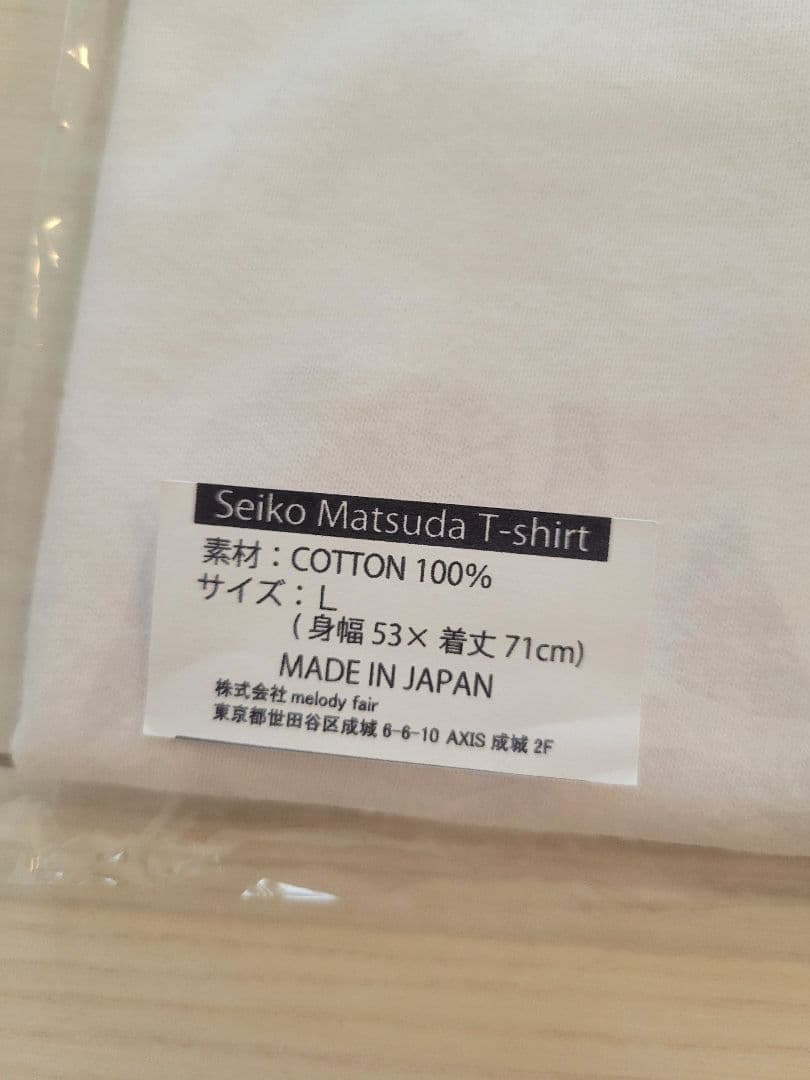 Seiko Matsuda T-shirt
素材：COTTON 100%
サイズ：L
(身幅 53× 着丈 71cm)
MADE IN JAPAN
株式会社 melody fair
東京都世田谷区成城 6-6-10 AXIS 成城 2F